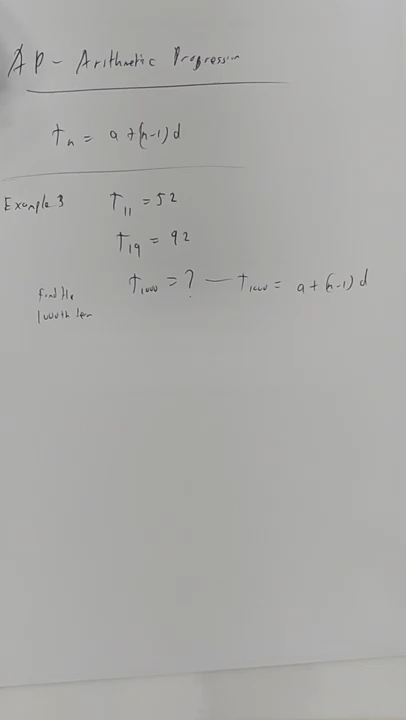 AP - Arithmetic Progression
Tn = a + (n-1) d
Example 3 T11 = 52
T19 = 92
T1000 = ? — T1000 = a + (n-1) d
find the
1000th term